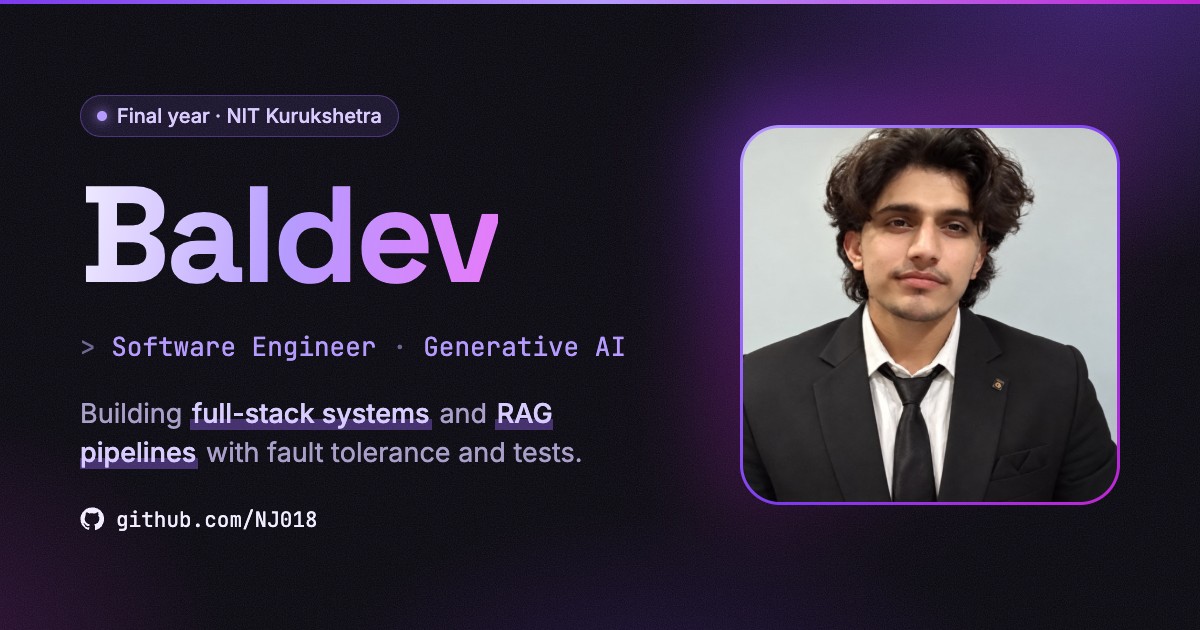 Final year · NIT Kurukshetra
Baldev
> Software Engineer · Generative AI
Building full-stack systems and RAG
pipelines with fault tolerance and tests.
github.com/NJ018